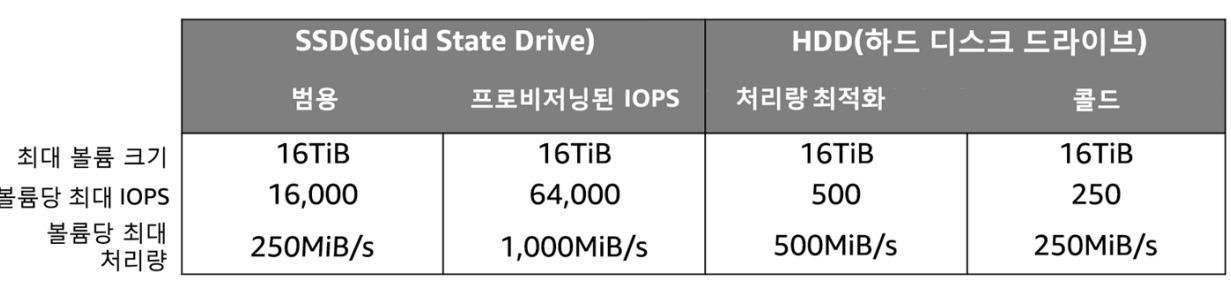 SSD(Solid State Drive) HDD(하드 디스크 드라이브)
범용 프로비저닝된 IOPS 처리량 최적화 콜드
최대 볼륨 크기 16TiB 16TiB 16TiB 16TiB
볼륨당 최대 IOPS 16,000 64,000 500 250
볼륨당 최대
처리량 250MiB/s 1,000MiB/s 500MiB/s 250MiB/s